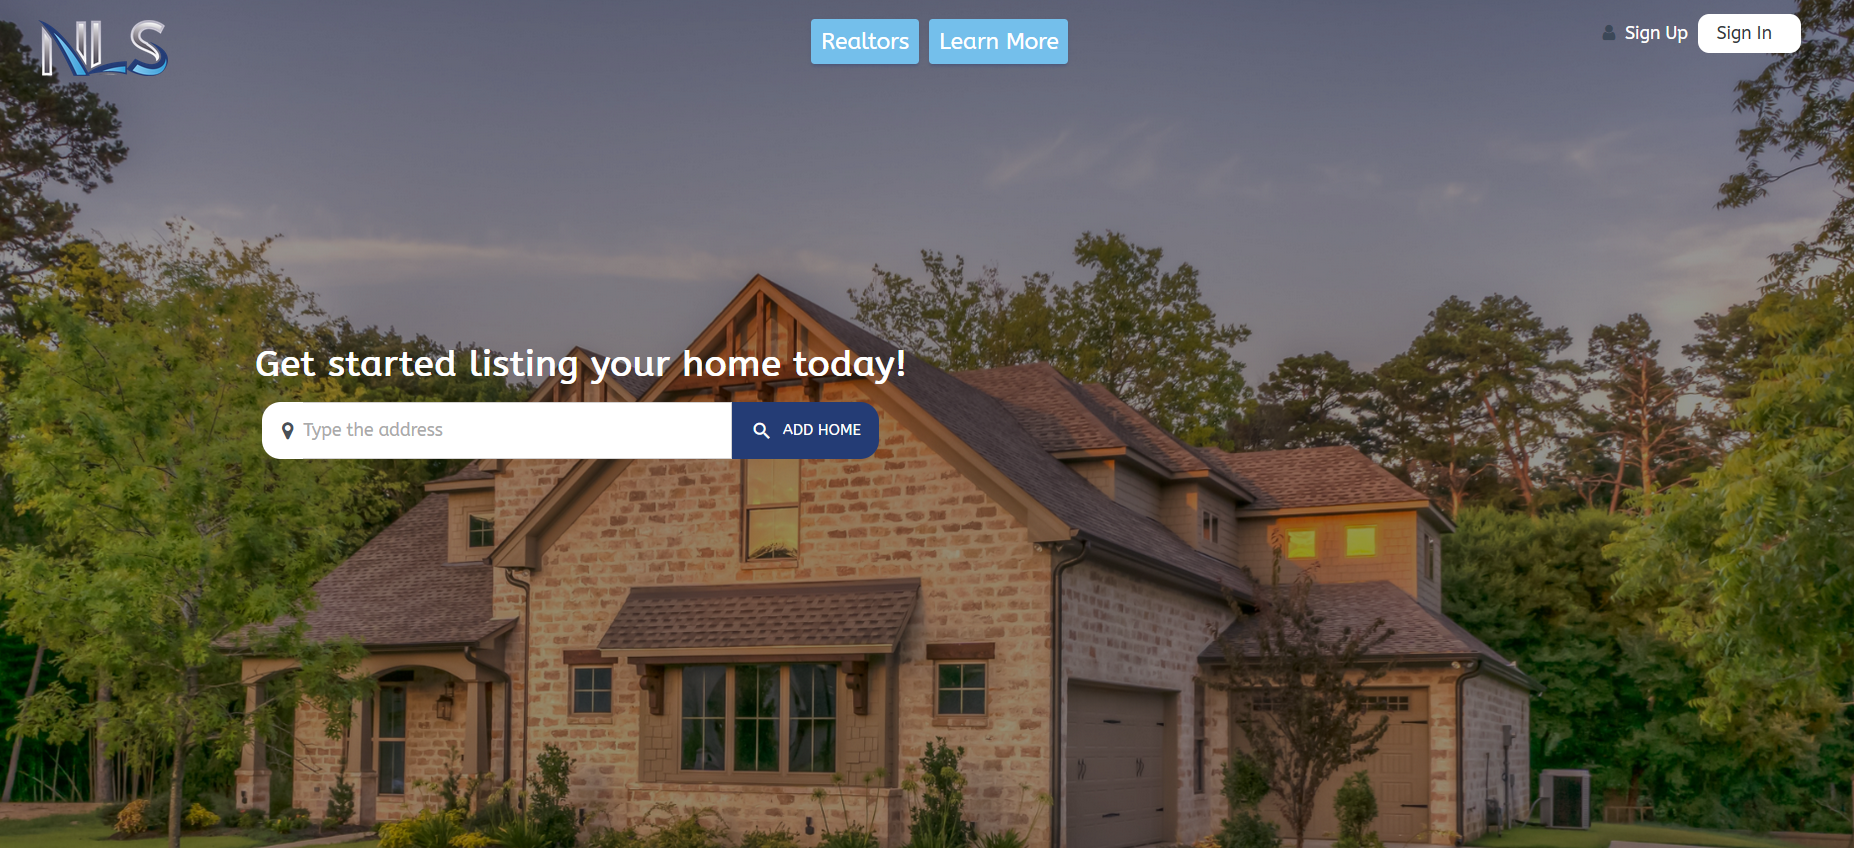 NLS
Realtors
Learn More
Sign Up
Sign In
Get started listing your home today!
Type the address
ADD HOME